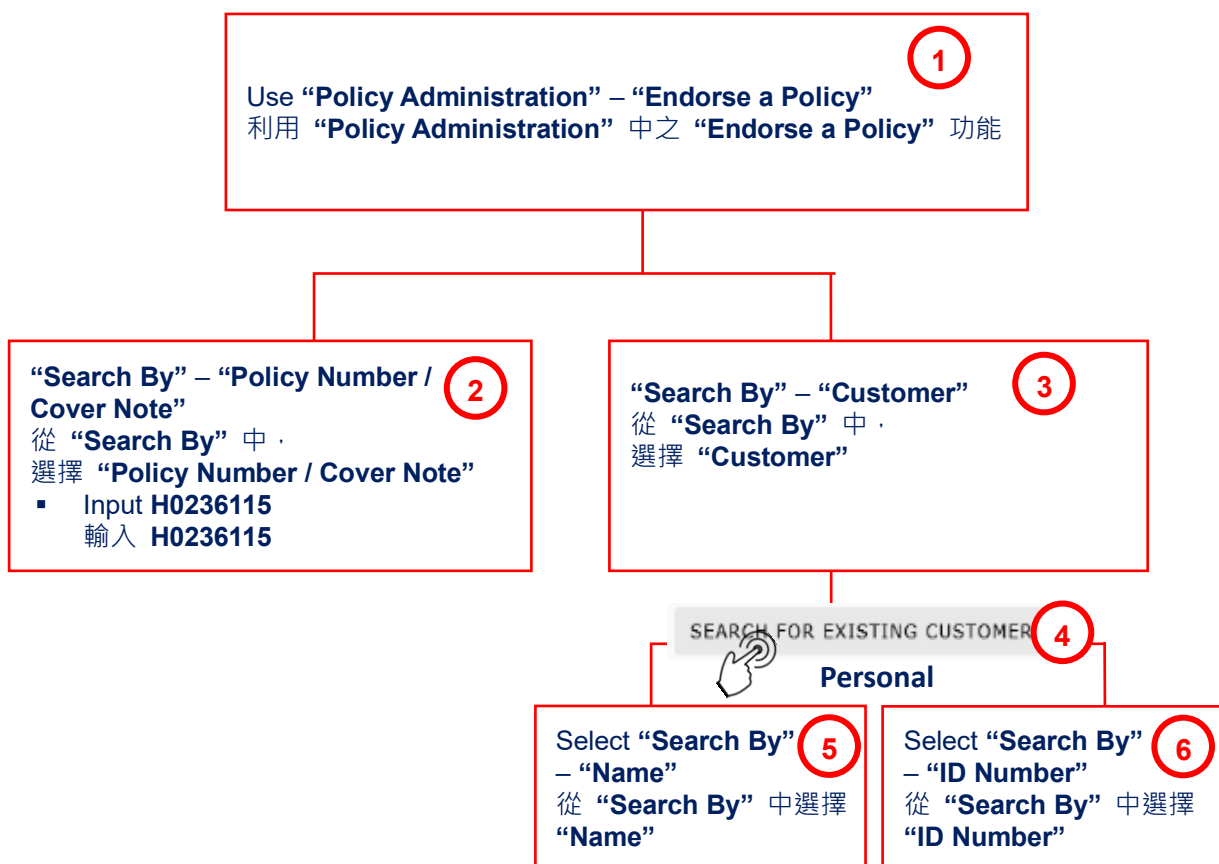 1
Use “Policy Administration” – “Endorse a Policy”
利用 “Policy Administration” 中之 “Endorse a Policy” 功能
“Search By” – “Policy Number /
Cover Note”
2
從 “Search By” 中，
選擇 “Policy Number / Cover Note”
▪ Input H0236115
輸入 H0236115
3
“Search By” – “Customer”
從 “Search By” 中，
選擇 “Customer”
SEARCH FOR EXISTING CUSTOMER
4
Personal
Select “Search By”
– “Name”
5
從 “Search By” 中選擇
“Name”
Select “Search By”
– “ID Number”
6
從 “Search By” 中選擇
“ID Number”